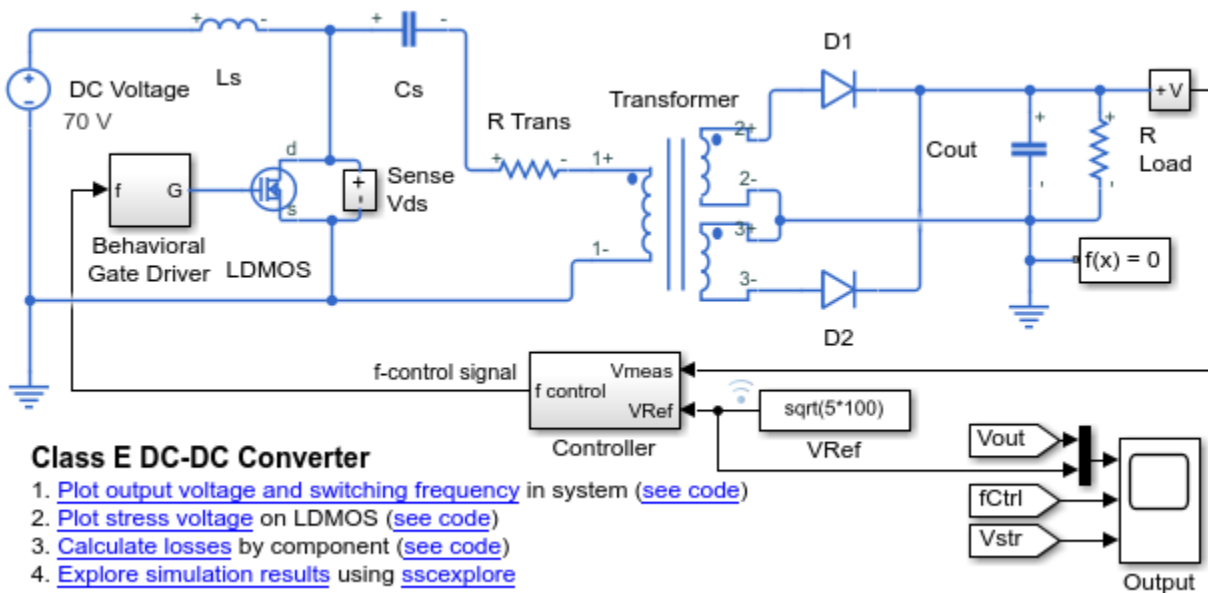 + -
+ -
Ls
Cs
D1
DC Voltage
70 V
Transformer
R Trans
+ -
1+
1-
2+
2-
3+
3-
+V
Cout
+
-
+
-
R
Load
d
s
f G
+
-
Sense
Vds
Behavioral
Gate Driver
LDMOS
f(x) = 0
D2
f-control signal
f control
Vmeas
VRef
Controller
sqrt(5*100)
VRef
Vout
fCtrl
Vstr
Output
Class E DC-DC Converter
1. Plot output voltage and switching frequency in system (see code)
2. Plot stress voltage on LDMOS (see code)
3. Calculate losses by component (see code)
4. Explore simulation results using sscexplore